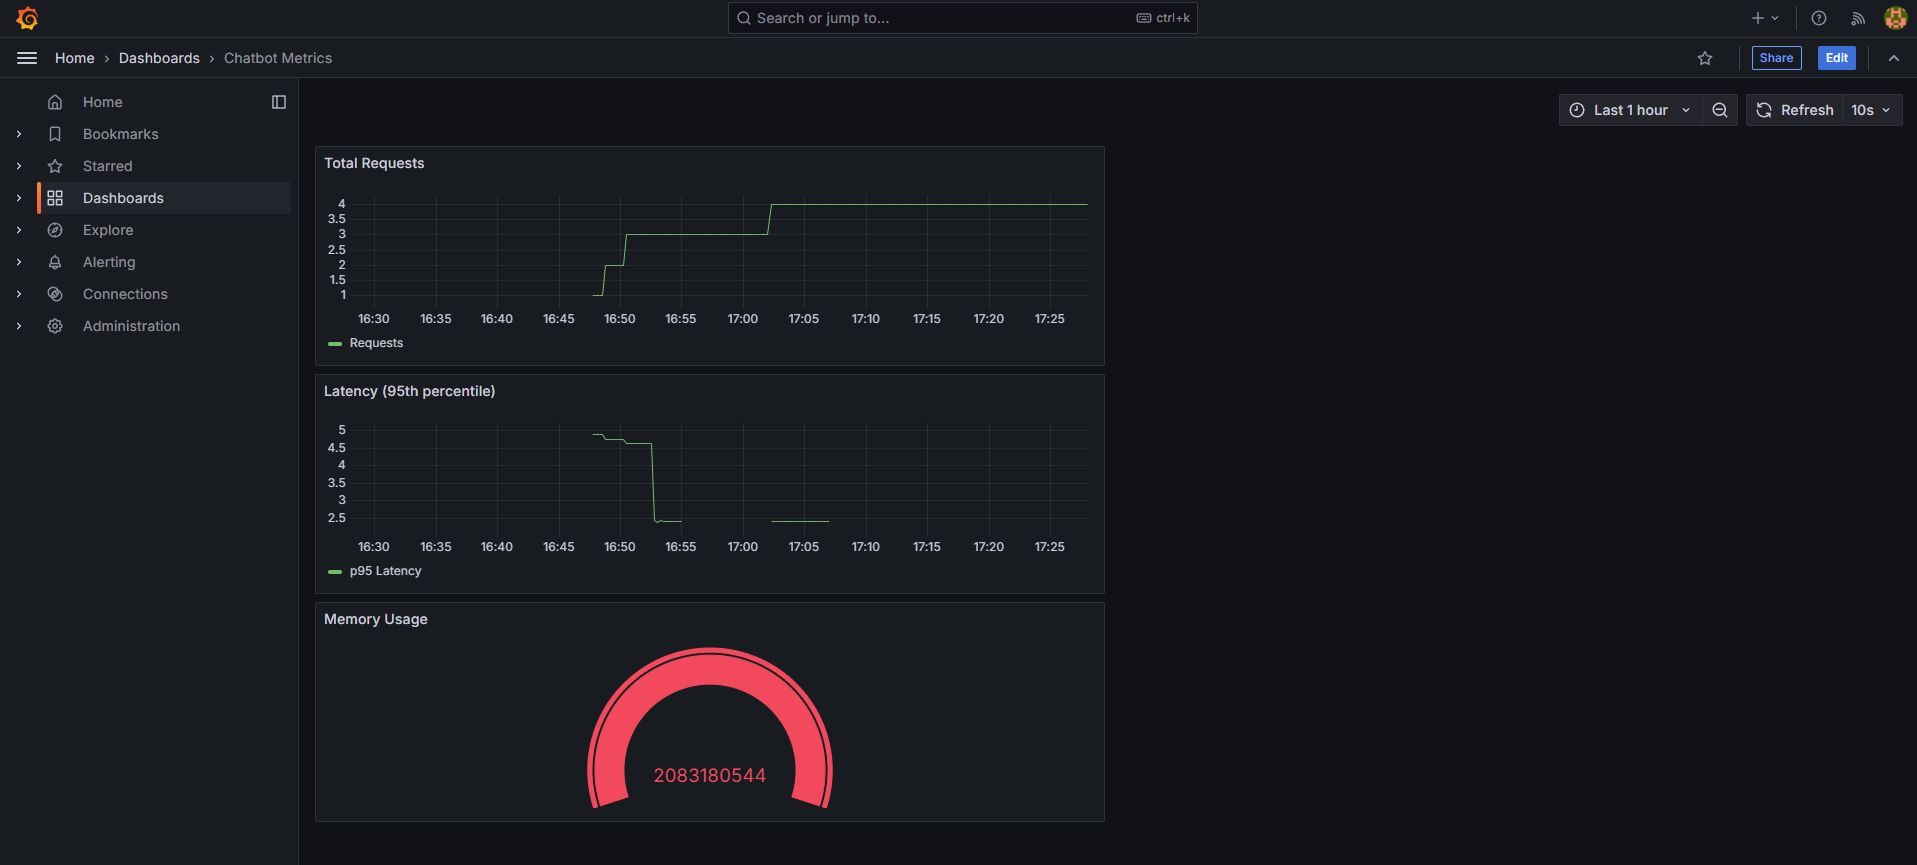 Search or jump to... ctrl+k
Home › Dashboards › Chatbot Metrics
Share
Edit
Home
Bookmarks
Starred
Dashboards
Explore
Alerting
Connections
Administration
Last 1 hour
Refresh
10s
Total Requests
4
3.5
3
2.5
2
1.5
1
16:30 16:35 16:40 16:45 16:50 16:55 17:00 17:05 17:10 17:15 17:20 17:25
Requests
Latency (95th percentile)
5
4.5
4
3.5
3
2.5
16:30 16:35 16:40 16:45 16:50 16:55 17:00 17:05 17:10 17:15 17:20 17:25
p95 Latency
Memory Usage
2083180544